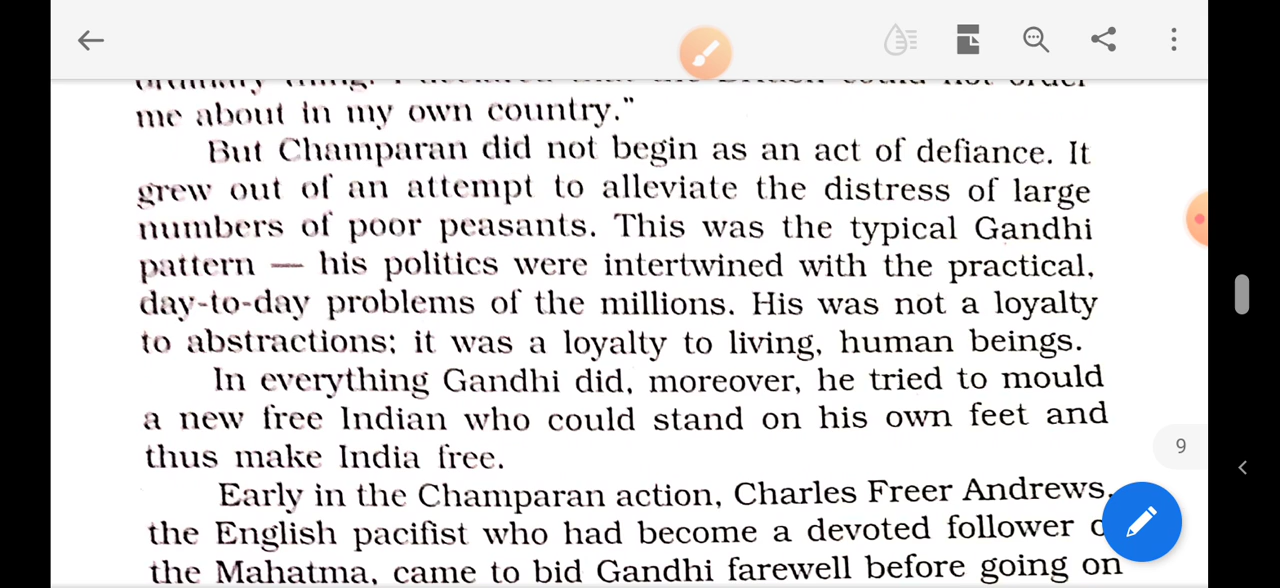 me about in my own country."
But Champaran did not begin as an act of defiance. It
grew out of an attempt to alleviate the distress of large
numbers of poor peasants. This was the typical Gandhi
pattern — his politics were intertwined with the practical,
day-to-day problems of the millions. His was not a loyalty
to abstractions; it was a loyalty to living, human beings.
In everything Gandhi did, moreover, he tried to mould
a new free Indian who could stand on his own feet and
thus make India free.
9
Early in the Champaran action, Charles Freer Andrews,
the English pacifist who had become a devoted follower
the Mahatma, came to bid Gandhi farewell before going on